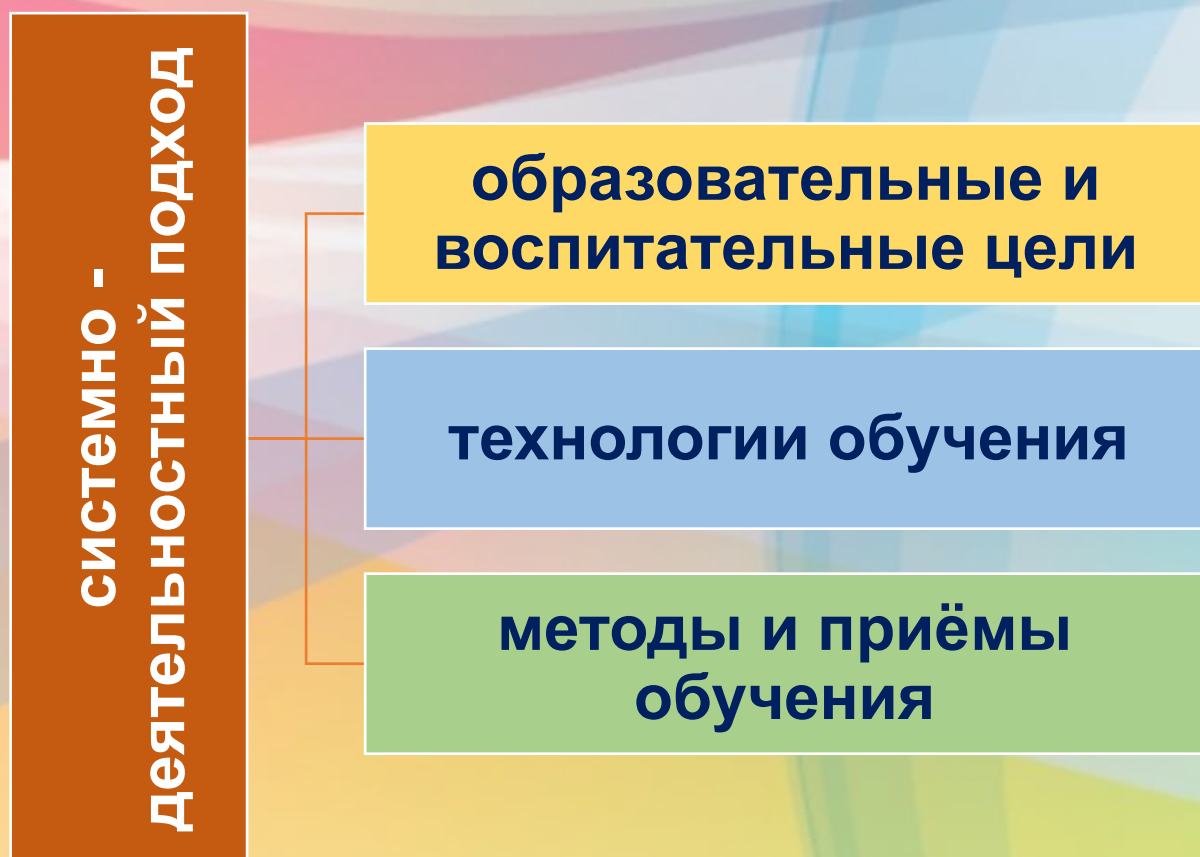 системно -
деятельностный подход
образовательные и
воспитательные цели
технологии обучения
методы и приёмы
обучения